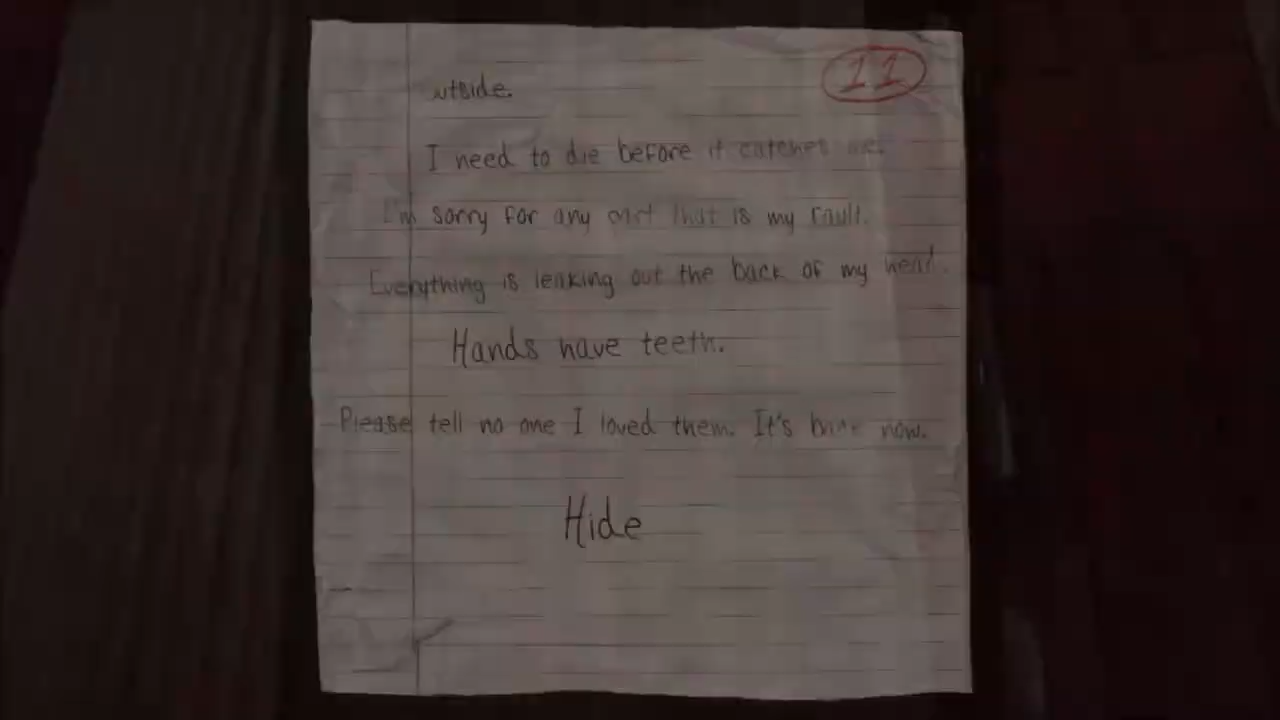 utside.
11
I need to die before it catches me.
I'm sorry for any part that is my fault.
Everything is leaking out the back of my head.
Hands have teeth.
Please tell no one I loved them. It's now.
Hide